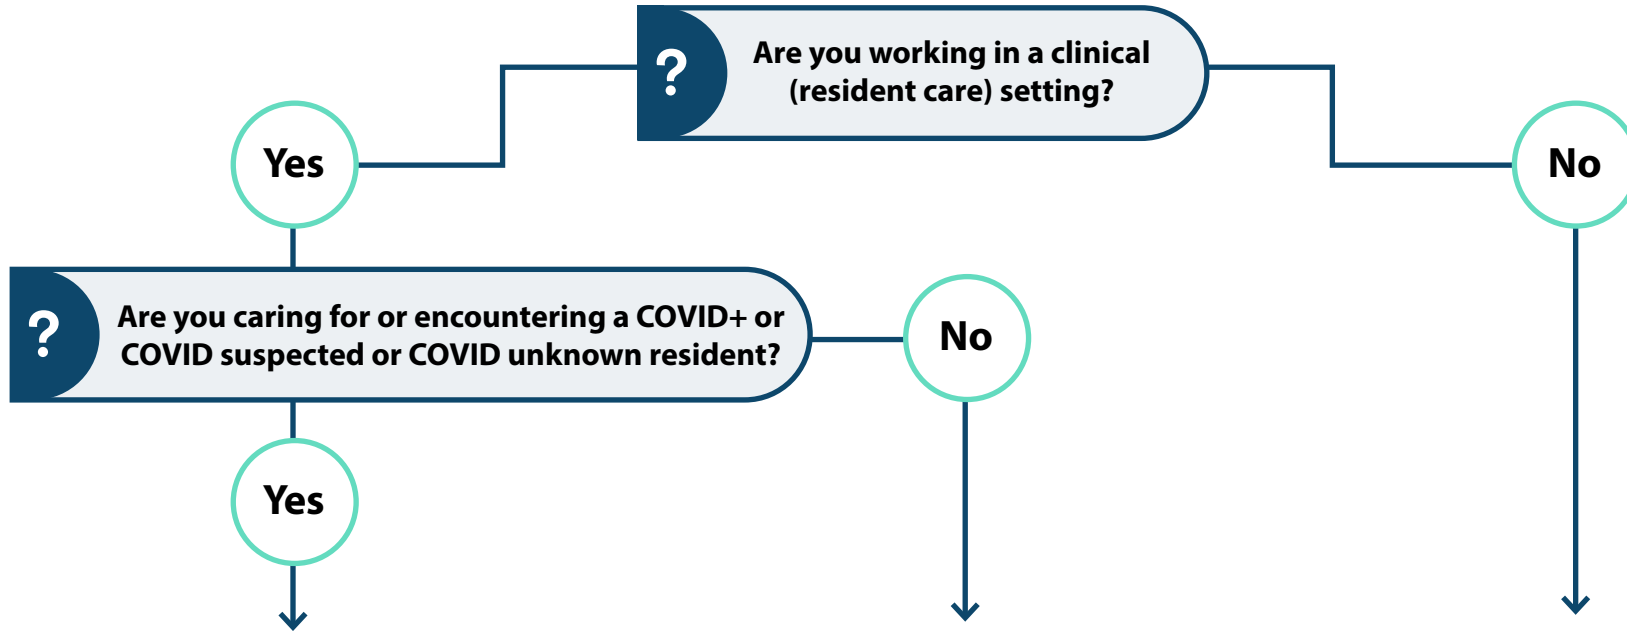 ?
Are you working in a clinical
(resident care) setting?
Yes
No
?
Are you caring for or encountering a COVID+ or
COVID suspected or COVID unknown resident?
No
Yes